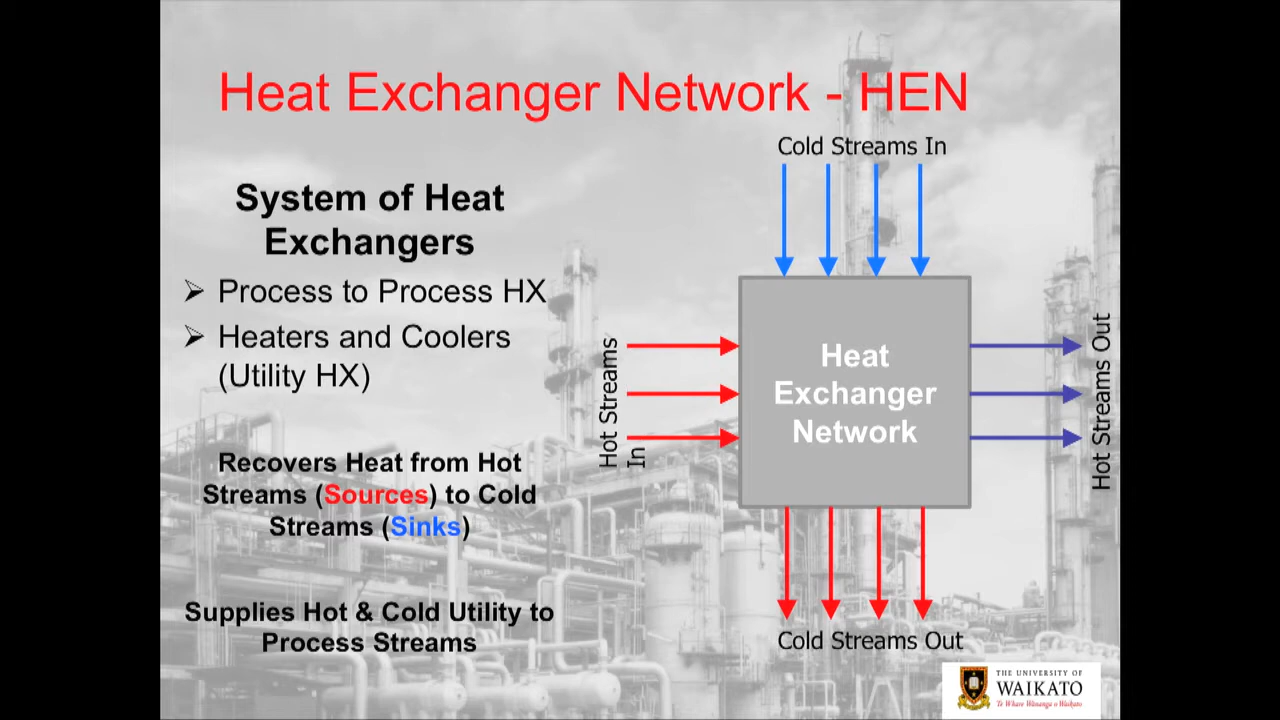 Heat Exchanger Network - HEN
System of Heat
Exchangers
➢ Process to Process HX
➢ Heaters and Coolers
(Utility HX)
Recovers Heat from Hot
Streams (Sources) to Cold
Streams (Sinks)
Supplies Hot & Cold Utility to
Process Streams
Cold Streams In
Hot Streams
In
Heat
Exchanger
Network
Hot Streams Out
Cold Streams Out
THE UNIVERSITY OF
WAIKATO
Te Whare Wānanga o Waikato